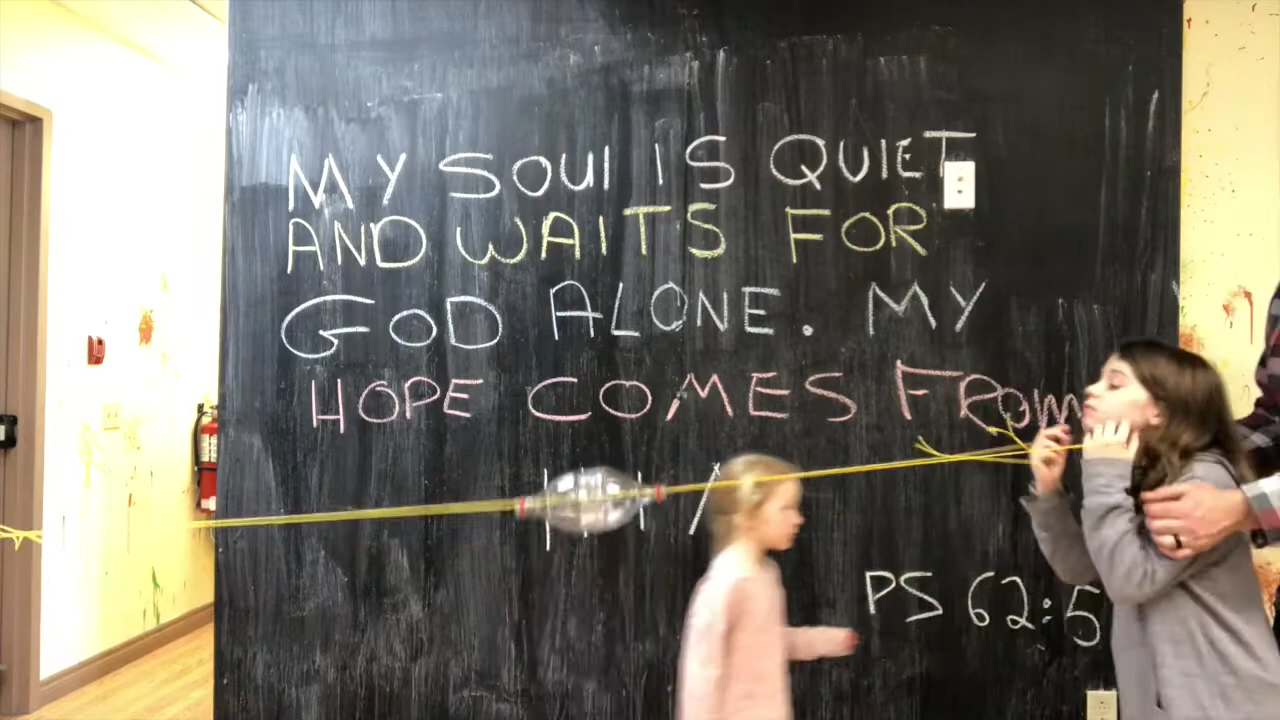 MY SOUl IS QUIET
AND WAITS FOR
GOD ALONE. MY
HOPE COMES FROM
PS 62:5